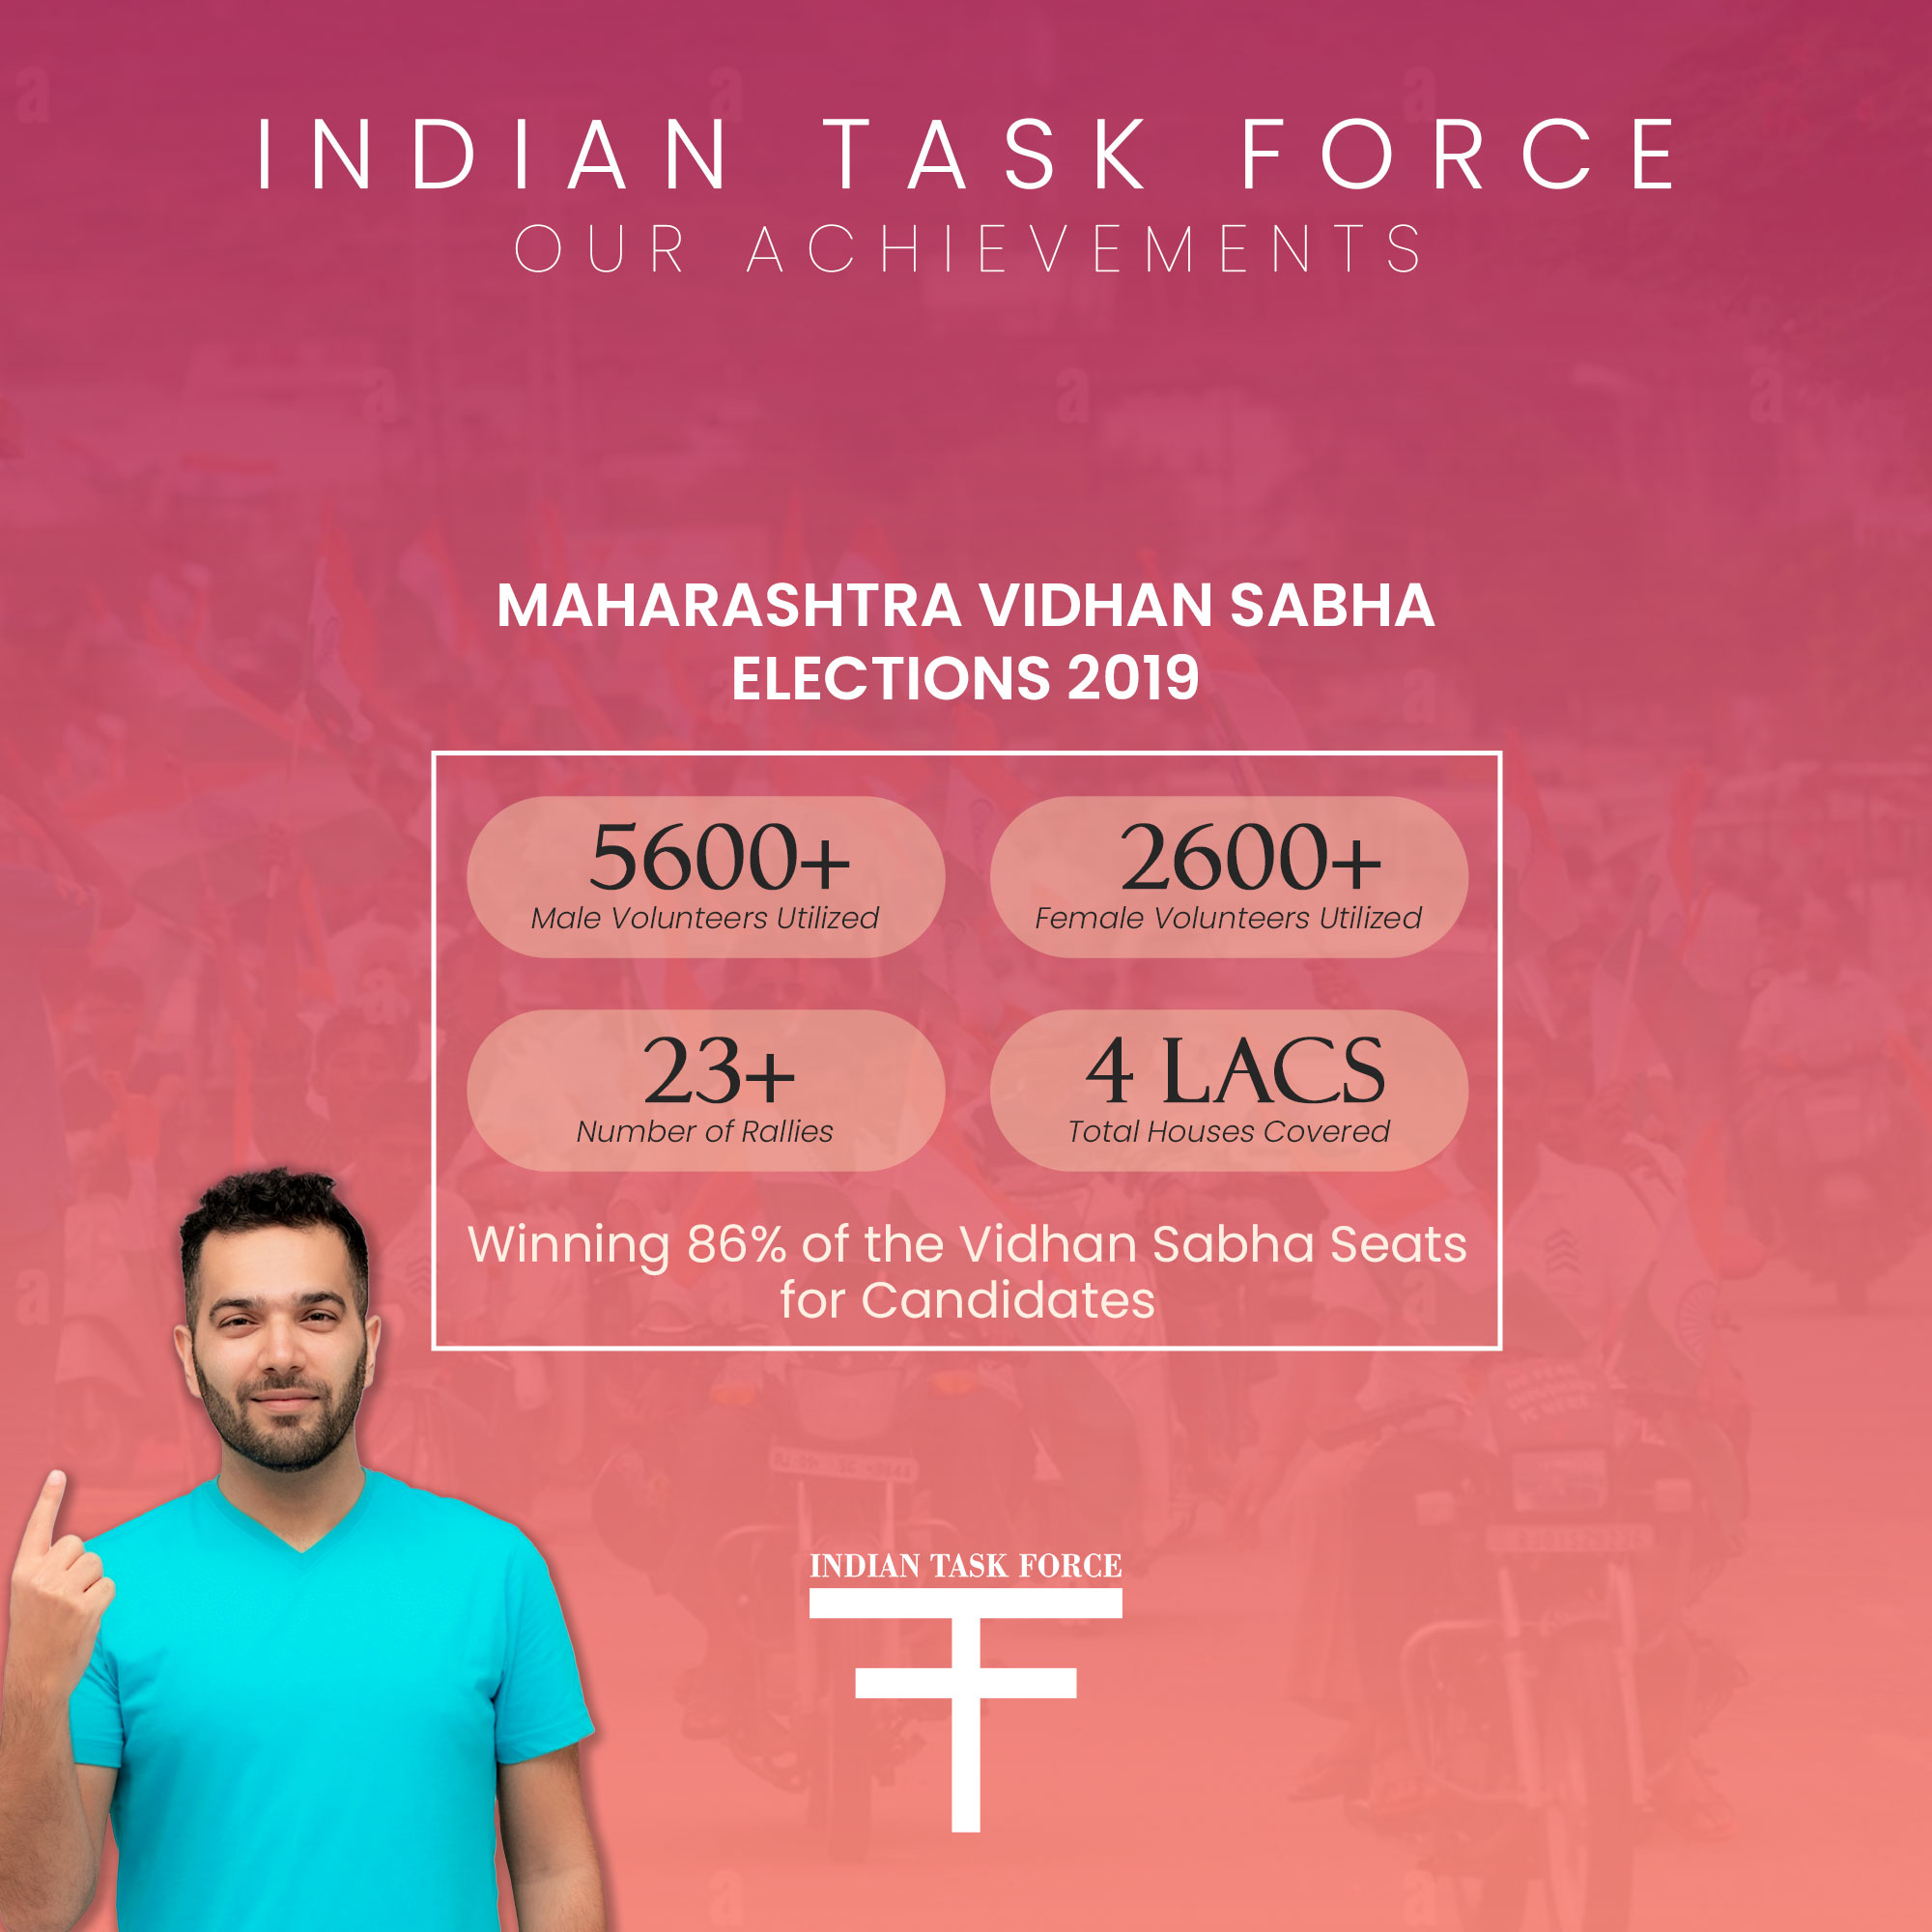 INDIAN TASK FORCE
OUR ACHIEVEMENTS
MAHARASHTRA VIDHAN SABHA
ELECTIONS 2019
5600+
Male Volunteers Utilized
2600+
Female Volunteers Utilized
23+
Number of Rallies
4 LACS
Total Houses Covered
Winning 86% of the Vidhan Sabha Seats
for Candidates
INDIAN TASK FORCE